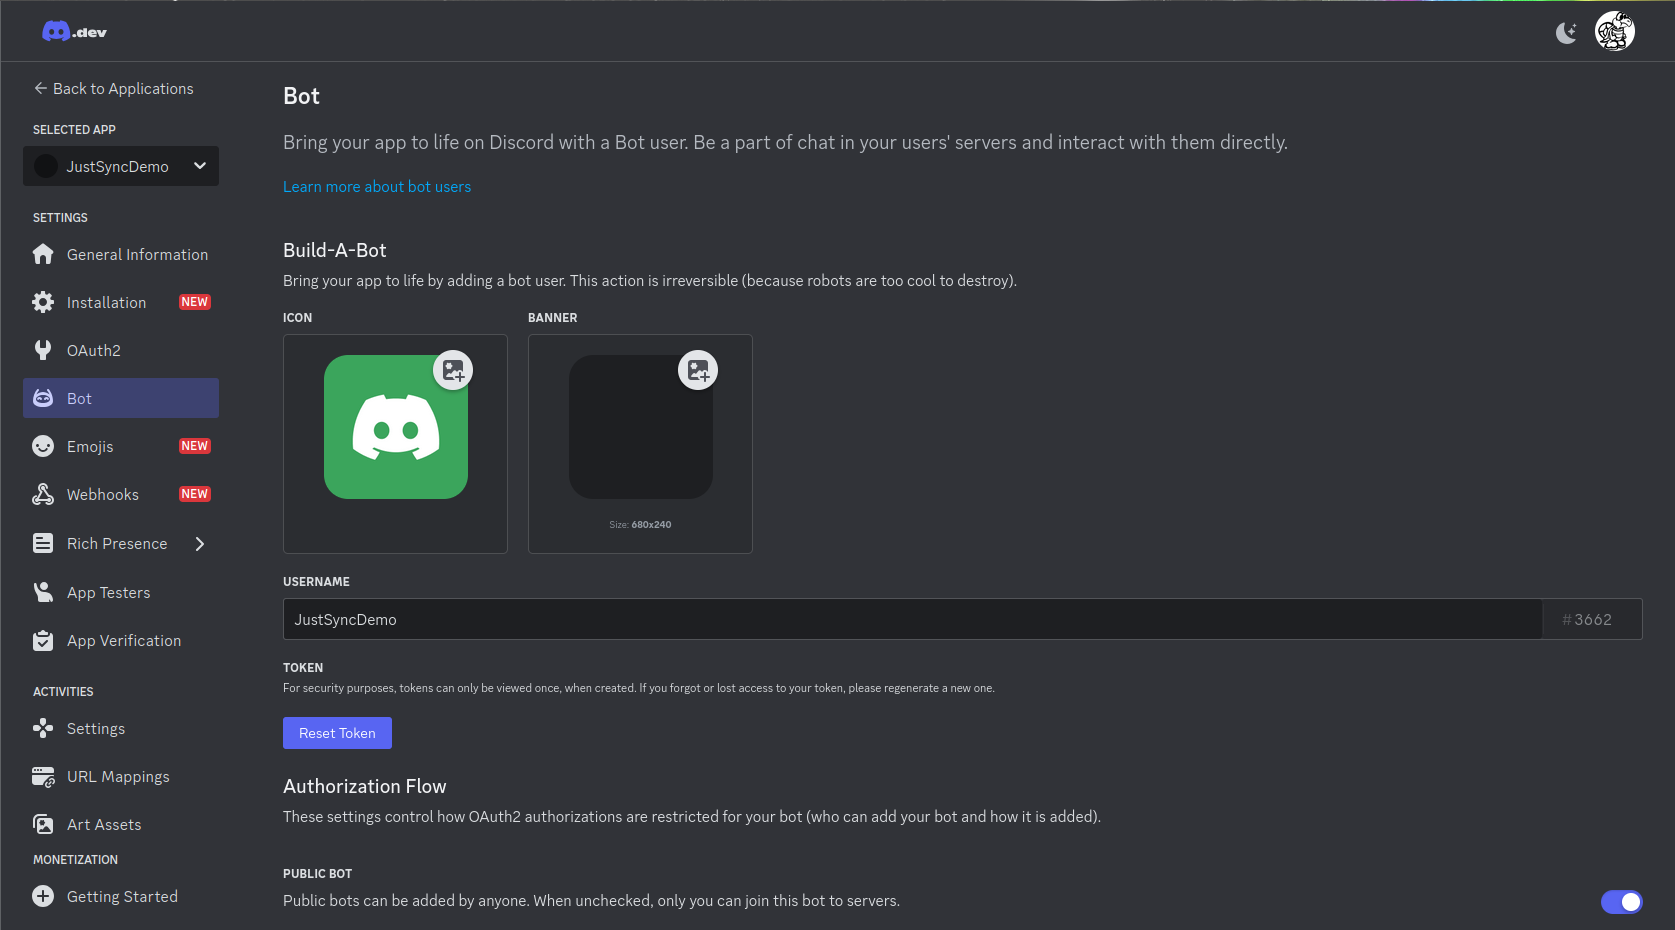 .dev
Back to Applications
SELECTED APP
JustSyncDemo
SETTINGS
General Information
Installation NEW
OAuth2
Bot
Emojis NEW
Webhooks NEW
Rich Presence
App Testers
App Verification
ACTIVITIES
Settings
URL Mappings
Art Assets
MONETIZATION
Getting Started
Bot
Bring your app to life on Discord with a Bot user. Be a part of chat in your users' servers and interact with them directly.
Learn more about bot users
Build-A-Bot
Bring your app to life by adding a bot user. This action is irreversible (because robots are too cool to destroy).
ICON
BANNER
Size: 680x240
USERNAME
JustSyncDemo #3662
TOKEN
For security purposes, tokens can only be viewed once, when created. If you forgot or lost access to your token, please regenerate a new one.
Reset Token
Authorization Flow
These settings control how OAuth2 authorizations are restricted for your bot (who can add your bot and how it is added).
PUBLIC BOT
Public bots can be added by anyone. When unchecked, only you can join this bot to servers.